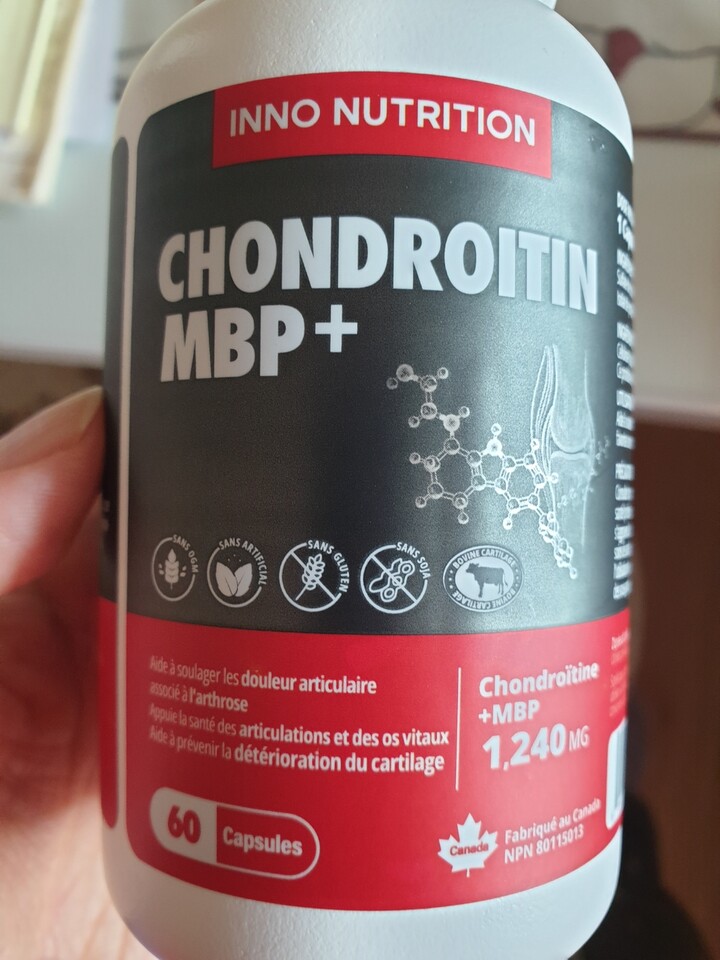 INNO NUTRITION
CHONDROITIN
MBP+
SANS OGM
SANS ARTIFICIAL
SANS GLUTEN
SANS SOJA
BOVINE CARTILAGE
BOVINE CARTILAGE
Aide à soulager les douleur articulaire
associé à l'arthrose
Appuie la santé des articulations et des os vitaux
Aide à prévenir la détérioration du cartilage
Chondroïtine
+MBP
1,240 MG
60 Capsules
Canada
Fabriqué au Canada
NPN 80115013